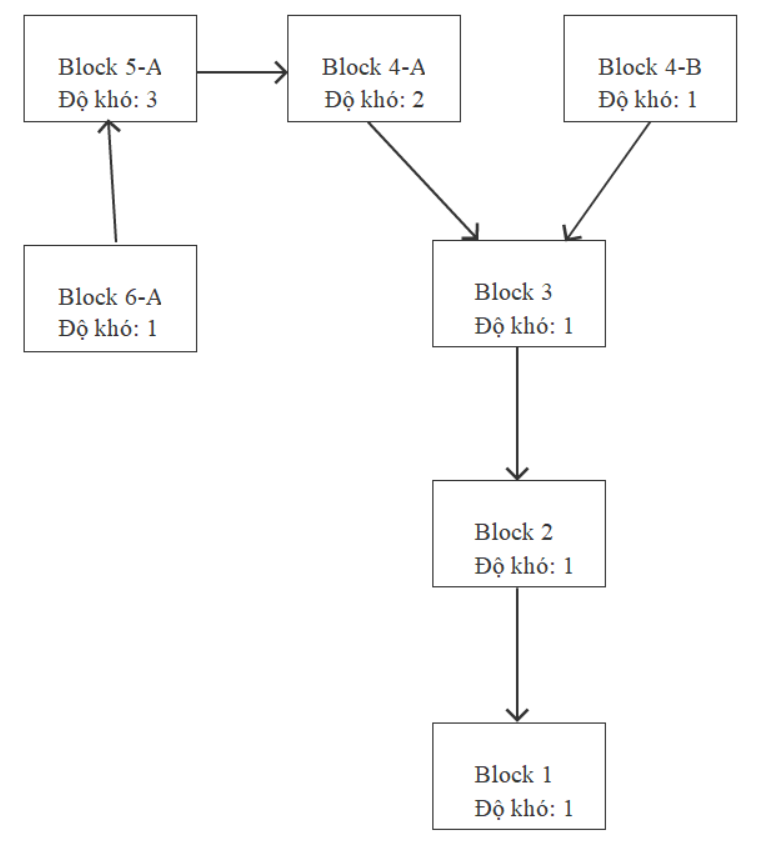 Block 5-A
Độ khó: 3
Block 4-A
Độ khó: 2
Block 4-B
Độ khó: 1
Block 6-A
Độ khó: 1
Block 3
Độ khó: 1
Block 2
Độ khó: 1
Block 1
Độ khó: 1